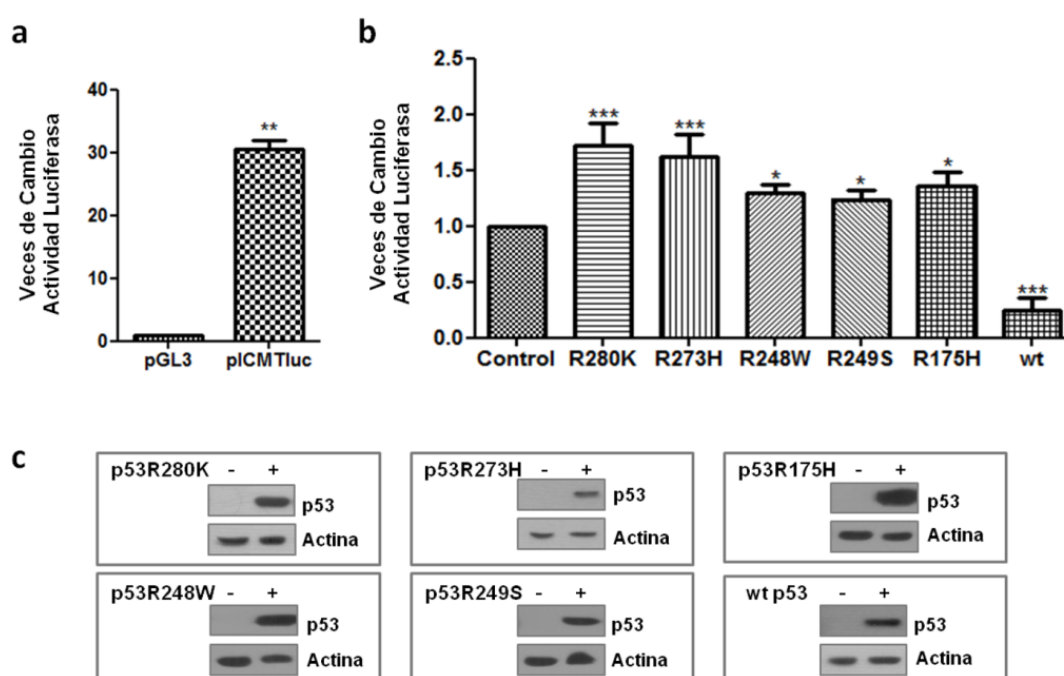 a
Veces de Cambio
Actividad Luciferasa
40
30
20
10
0
**
pGL3
pICMTluc
b
Veces de Cambio
Actividad Luciferasa
2.5
2.0
1.5
1.0
0.5
0.0
***
***
*
*
*
***
Control
R280K
R273H
R248W
R249S
R175H
wt
c
p53R280K - +
p53
Actina
p53R273H - +
p53
Actina
p53R175H - +
p53
Actina
p53R248W - +
p53
Actina
p53R249S - +
p53
Actina
wt p53 - +
p53
Actina